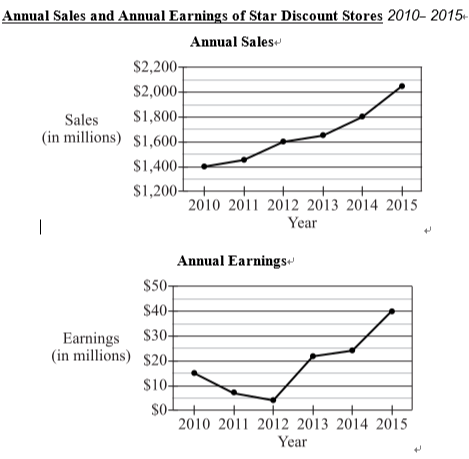 Annual Sales and Annual Earnings of Star Discount Stores 2010– 2015
Annual Sales
$2,200
$2,000
$1,800
$1,600
$1,400
$1,200
Sales
(in millions)
2010 2011 2012 2013 2014 2015
Year
Annual Earnings
$50
$40
$30
$20
$10
$0
Earnings
(in millions)
2010 2011 2012 2013 2014 2015
Year